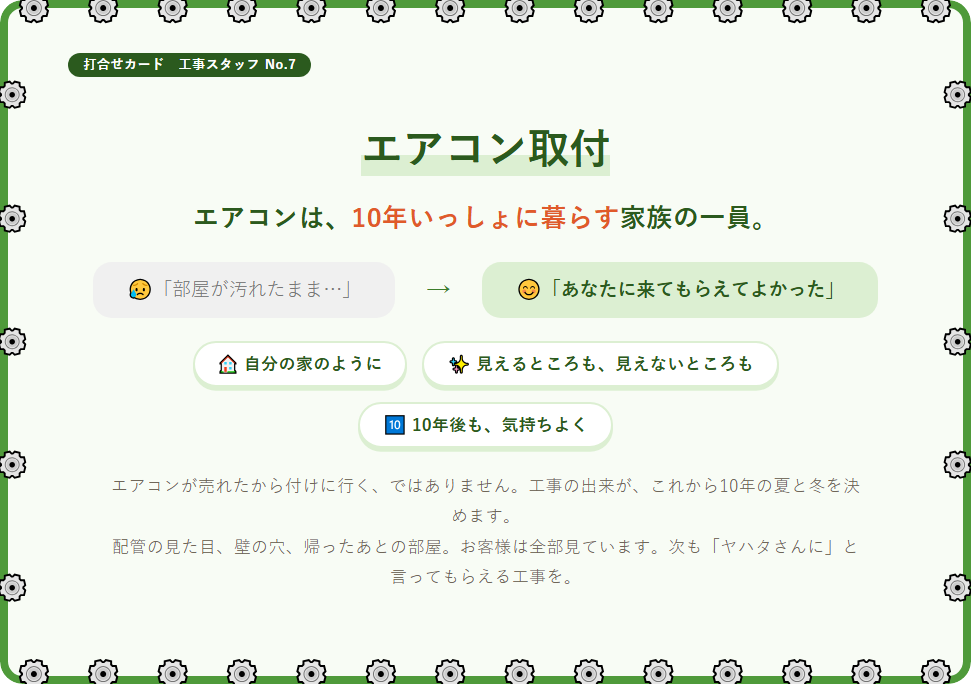 打合せカード　工事スタッフ No.7
エアコン取付
エアコンは、10年いっしょに暮らす家族の一員。
😥「部屋が汚れたまま…」 → 😊「あなたに来てもらえてよかった」
🏠 自分の家のように ✨ 見えるところも、見えないところも
🔟 10年後も、気持ちよく
エアコンが売れたから付けに行く、ではありません。工事の出来が、これから10年の夏と冬を決
めます。
配管の見た目、壁の穴、帰ったあとの部屋。お客様は全部見ています。次も「ヤハタさんに」と
言ってもらえる工事を。